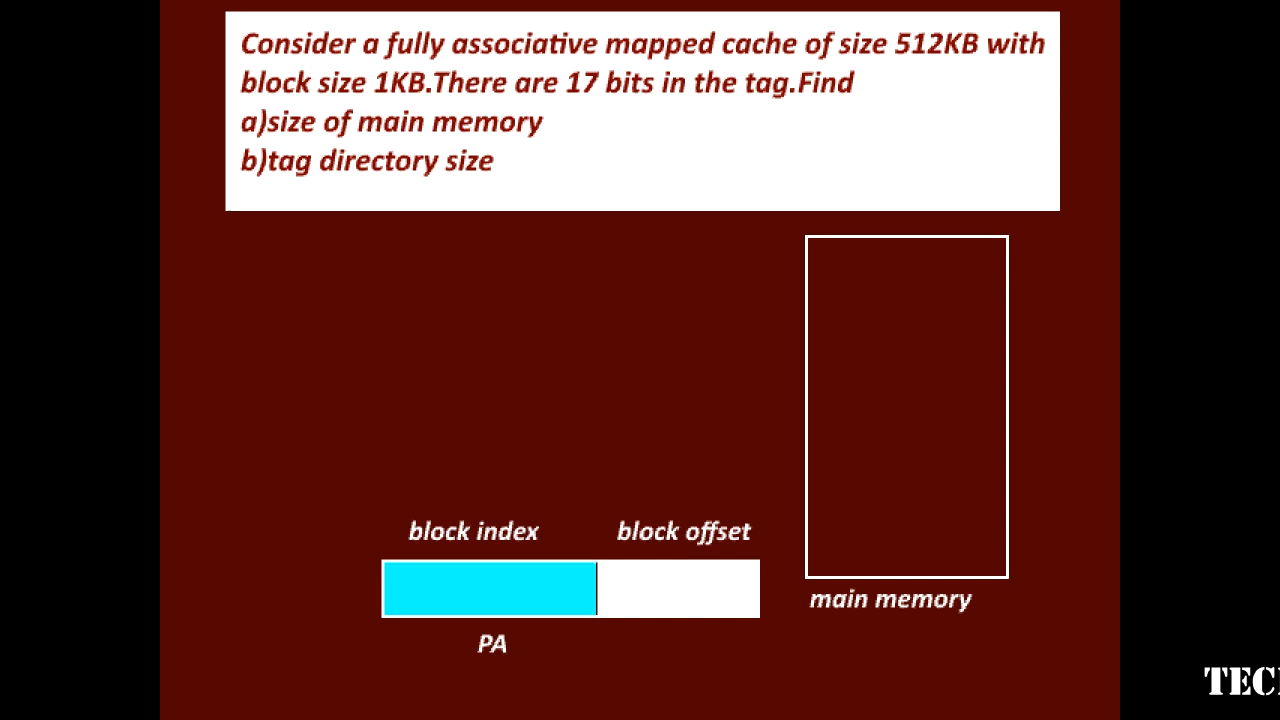 Consider a fully associative mapped cache of size 512KB with
block size 1KB.There are 17 bits in the tag.Find
a)size of main memory
b)tag directory size
block index block offset
main memory
PA